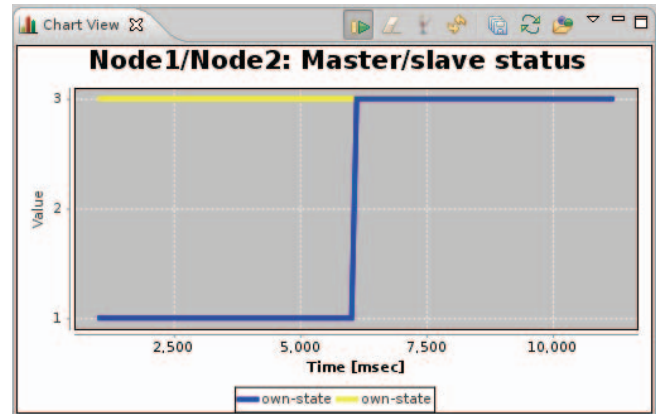 Chart View
Node1/Node2: Master/slave status
3
2
1
Value
2,500 5,000 7,500 10,000
Time [msec]
own-state own-state